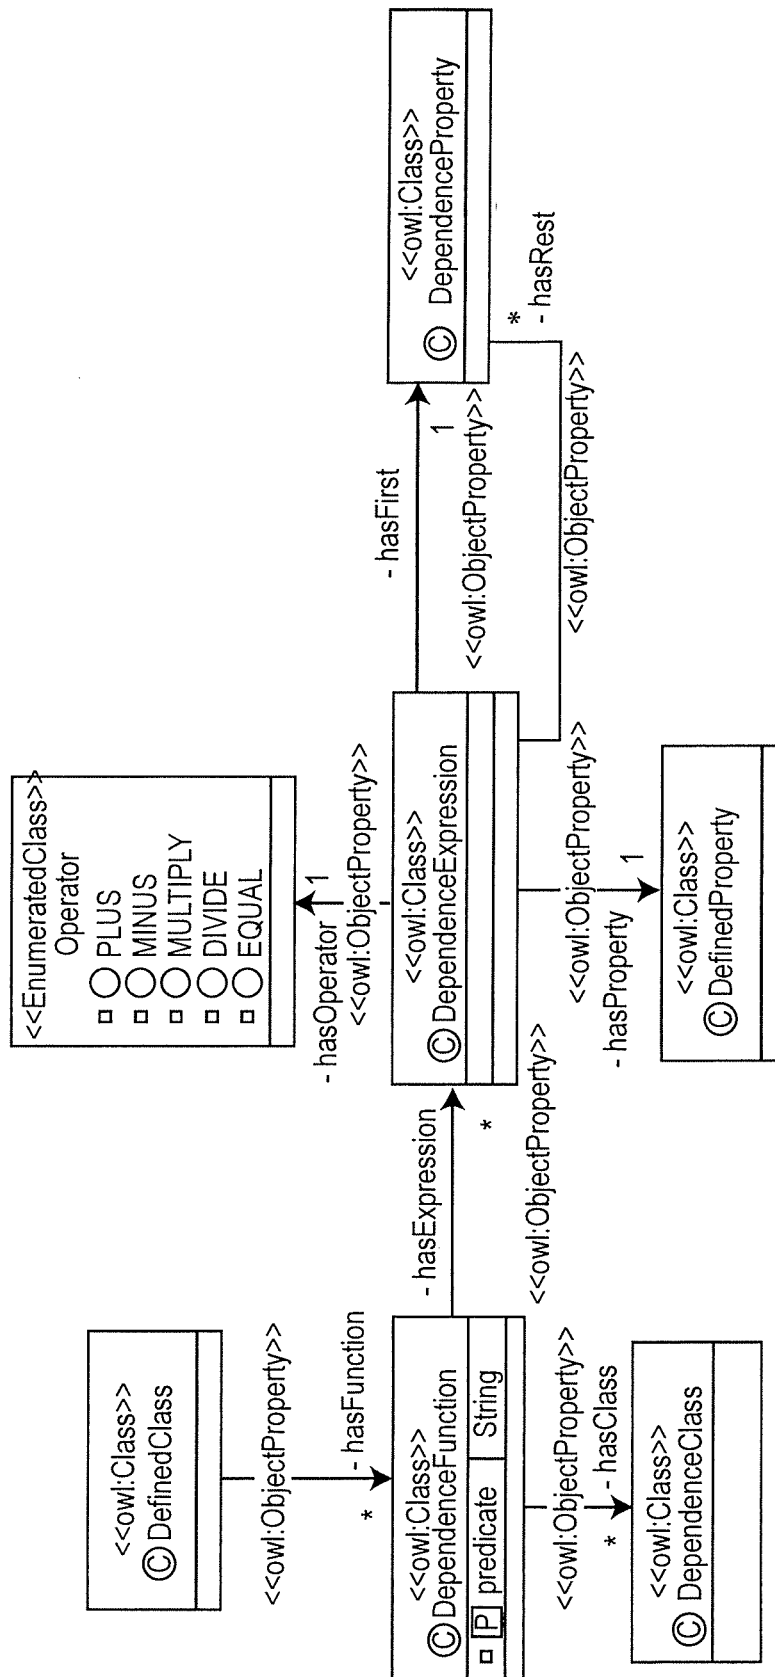 <<owl:Class>>
© DefinedClass
<<owl:ObjectProperty>>
- hasFunction
*
<<owl:Class>>
© DependenceFunction
P predicate String
<<owl:ObjectProperty>>
- hasClass
*
<<owl:Class>>
© DependenceClass
- hasExpression
*
<<owl:ObjectProperty>>
<<EnumeratedClass>>
Operator
PLUS
MINUS
MULTIPLY
DIVIDE
EQUAL
- hasOperator
1
<<owl:ObjectProperty>>
<<owl:Class>>
© DependenceExpression
<<owl:ObjectProperty>>
- hasProperty
1
<<owl:Class>>
© DefinedProperty
- hasFirst
1
<<owl:ObjectProperty>>
<<owl:Class>>
© DependenceProperty
*
- hasRest
<<owl:ObjectProperty>>